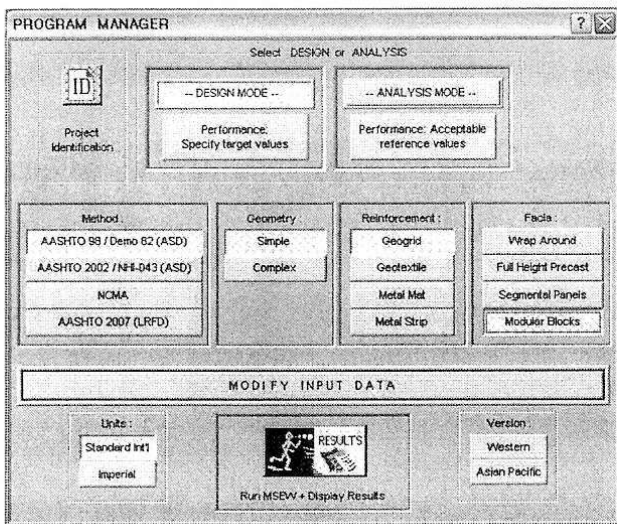 PROGRAM MANAGER
?
Select DESIGN or ANALYSIS
ID
Project
Identification
-- DESIGN MODE --
Performance:
Specify target values
-- ANALYSIS MODE --
Performance: Acceptable
reference values
Method :
AASHTO 98 / Demo 82 (ASD)
AASHTO 2002 / NHI-043 (ASD)
NCMA
AASHTO 2007 (LRFD)
Geometry :
Simple
Complex
Reinforcement :
Geogrid
Geotextile
Metal Mat
Metal Strip
Facia :
Wrap Around
Full Height Precast
Segmental Panels
Modular Blocks
MODIFY INPUT DATA
Units :
Standard Int'l
Imperial
RESULTS
Run MSEW + Display Results
Version :
Western
Asian Pacific